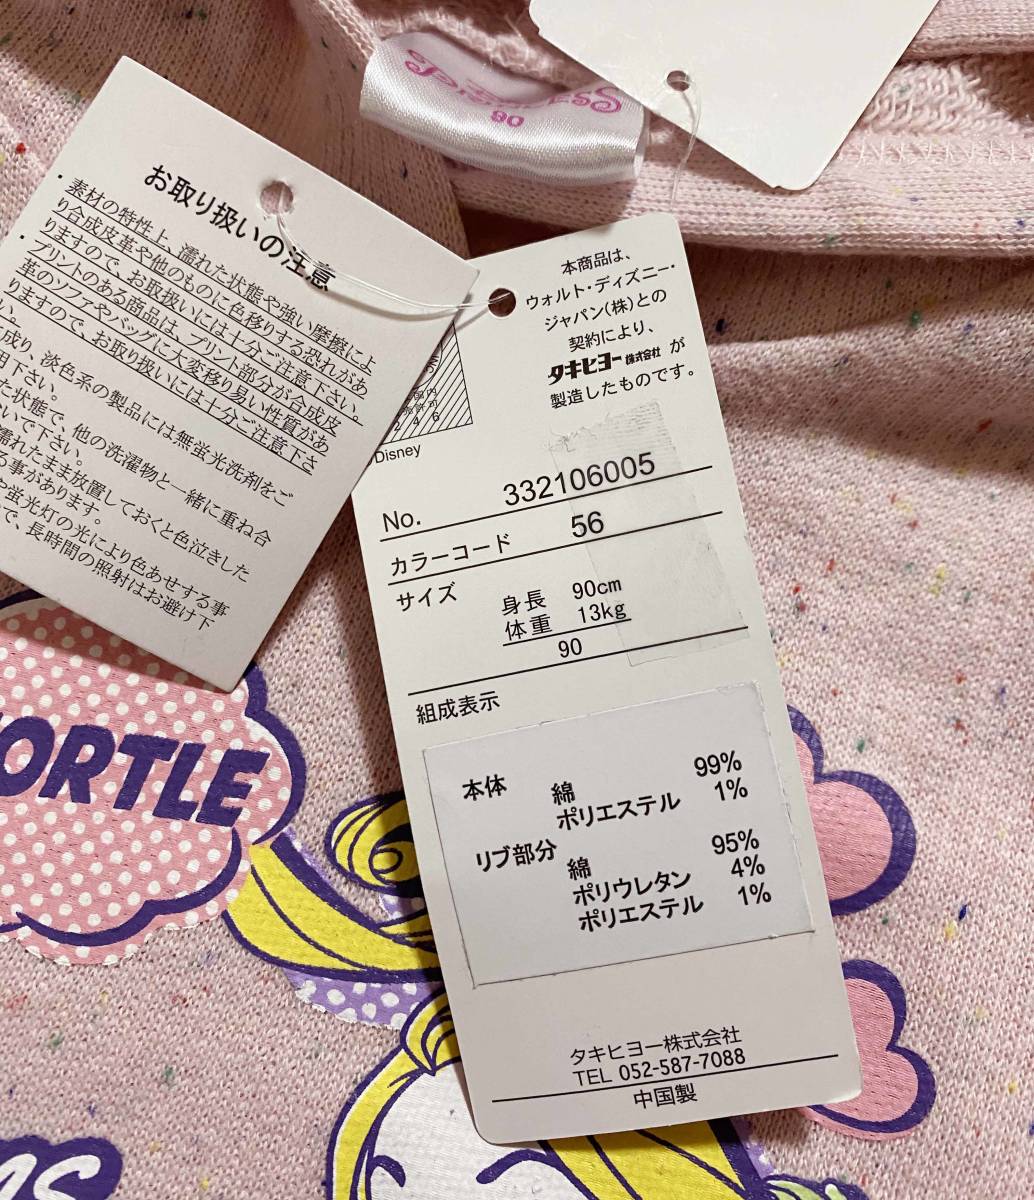 PRINCESS
Disney
90
お取り扱いの注意
・素材の特性上、濡れた状態や強い摩擦によ
り合成皮革や他のものに色移りする恐れがあ
りますので、お取扱いには十分ご注意下さい。
・プリントのある商品は、プリント部分が合成皮
革のソファやバッグに大変移り易い性質があ
りますので、お取り扱いには十分ご注意下さ
い。
成り、淡色系の製品には無蛍光洗剤をご
用下さい。
た状態で、他の洗濯物と一緒に重ね合
いで下さい。
濡れたまま放置しておくと色泣きした
る事があります。
や蛍光灯の光により色あせする事
で、長時間の照射はお避け下
本商品は、
ウォルト・ディズニー・
ジャパン(株)との
契約により、
タキヒヨー株式会社が
製造したものです。
国内
許可
2 4 6
Disney
No. 332106005
カラーコード 56
サイズ 身長 90cm
体重 13kg
90
組成表示
本体 綿 99%
ポリエステル 1%
リブ部分 綿 95%
ポリウレタン 4%
ポリエステル 1%
タキヒヨー株式会社
TEL 052-587-7088
中国製
ORTLE